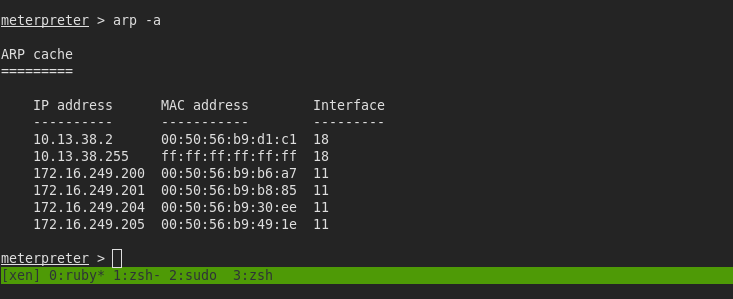 meterpreter > arp -a
ARP cache
=========
IP address MAC address Interface
---------- ----------- ---------
10.13.38.2 00:50:56:b9:d1:c1 18
10.13.38.255 ff:ff:ff:ff:ff:ff 18
172.16.249.200 00:50:56:b9:b6:a7 11
172.16.249.201 00:50:56:b9:b8:85 11
172.16.249.204 00:50:56:b9:30:ee 11
172.16.249.205 00:50:56:b9:49:1e 11
meterpreter >
[xen] 0:ruby* 1:zsh- 2:sudo 3:zsh